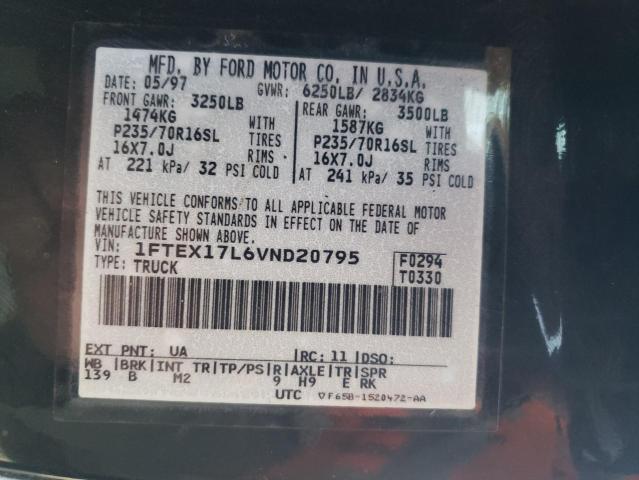 MFD. BY FORD MOTOR CO. IN U.S.A.
DATE: 05/97 GVWR: 6250LB/ 2834KG
FRONT GAWR: 3250LB REAR GAWR: 3500LB
1474KG WITH 1587KG WITH
P235/70R16SL TIRES P235/70R16SL TIRES
16X7.0J RIMS 16X7.0J RIMS
AT 221 kPa/ 32 PSI COLD AT 241 kPa/ 35 PSI COLD
THIS VEHICLE CONFORMS TO ALL APPLICABLE FEDERAL MOTOR
VEHICLE SAFETY STANDARDS IN EFFECT ON THE DATE OF
MANUFACTURE SHOWN ABOVE.
VIN: 1FTEX17L6VND20795 F0294
TYPE: TRUCK T0330
EXT PNT: UA RC: 11 DSO:
WB BRK INT TR TP/PS R AXLE TR SPR
139 B M2 9 H9 E RK
UTC ▽F65B-1520472-AA